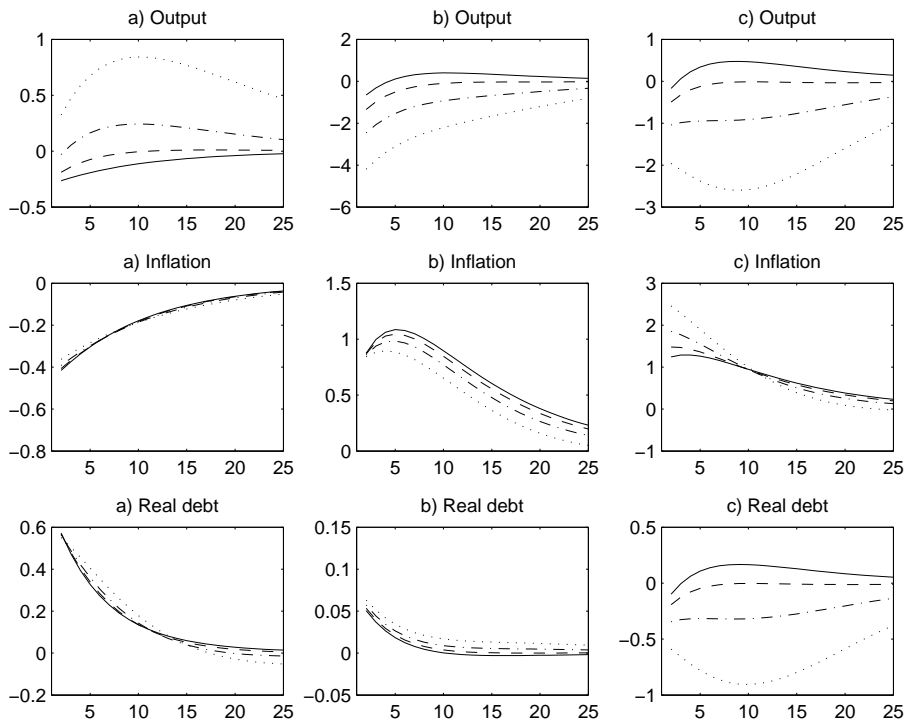 a) Output
b) Output
c) Output
1
0.5
0
−0.5
5 10 15 20 25
2
0
−2
−4
−6
5 10 15 20 25
1
0
−1
−2
−3
5 10 15 20 25
a) Inflation
b) Inflation
c) Inflation
0
−0.2
−0.4
−0.6
−0.8
5 10 15 20 25
1.5
1
0.5
0
5 10 15 20 25
3
2
1
0
−1
5 10 15 20 25
a) Real debt
b) Real debt
c) Real debt
0.6
0.4
0.2
0
−0.2
5 10 15 20 25
0.15
0.1
0.05
0
−0.05
5 10 15 20 25
0.5
0
−0.5
−1
5 10 15 20 25